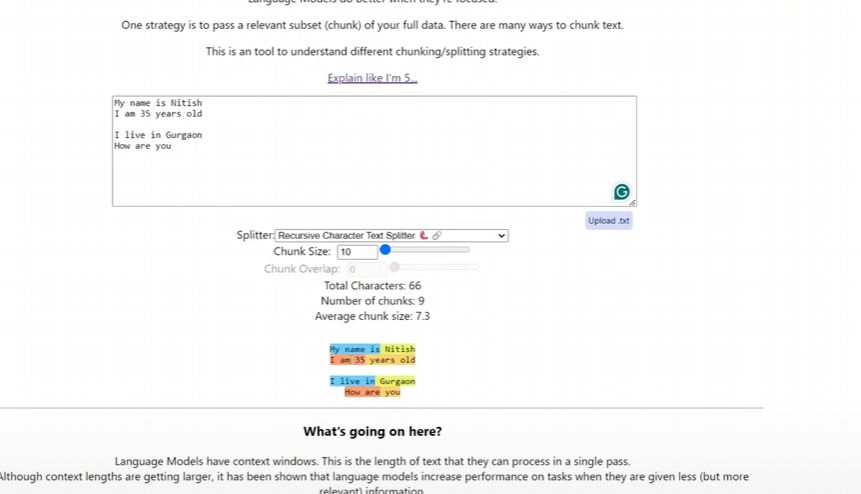 Language Models do better when they're focused.
One strategy is to pass a relevant subset (chunk) of your full data. There are many ways to chunk text.
This is an tool to understand different chunking/splitting strategies.
Explain like I'm 5...
My name is Nitish
I am 35 years old
I live in Gurgaon
How are you
Upload .txt
Splitter: Recursive Character Text Splitter
Chunk Size: 10
Chunk Overlap: 0
Total Characters: 66
Number of chunks: 9
Average chunk size: 7.3
My name is Nitish
I am 35 years old
I live in Gurgaon
How are you
What's going on here?
Language Models have context windows. This is the length of text that they can process in a single pass.
Although context lengths are getting larger, it has been shown that language models increase performance on tasks when they are given less (but more
relevant) information